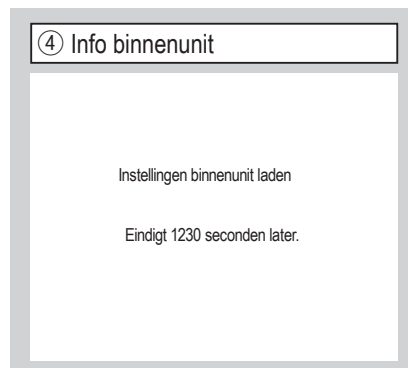 ④ Info binnenunit
Instellingen binnenunit laden
Eindigt 1230 seconden later.